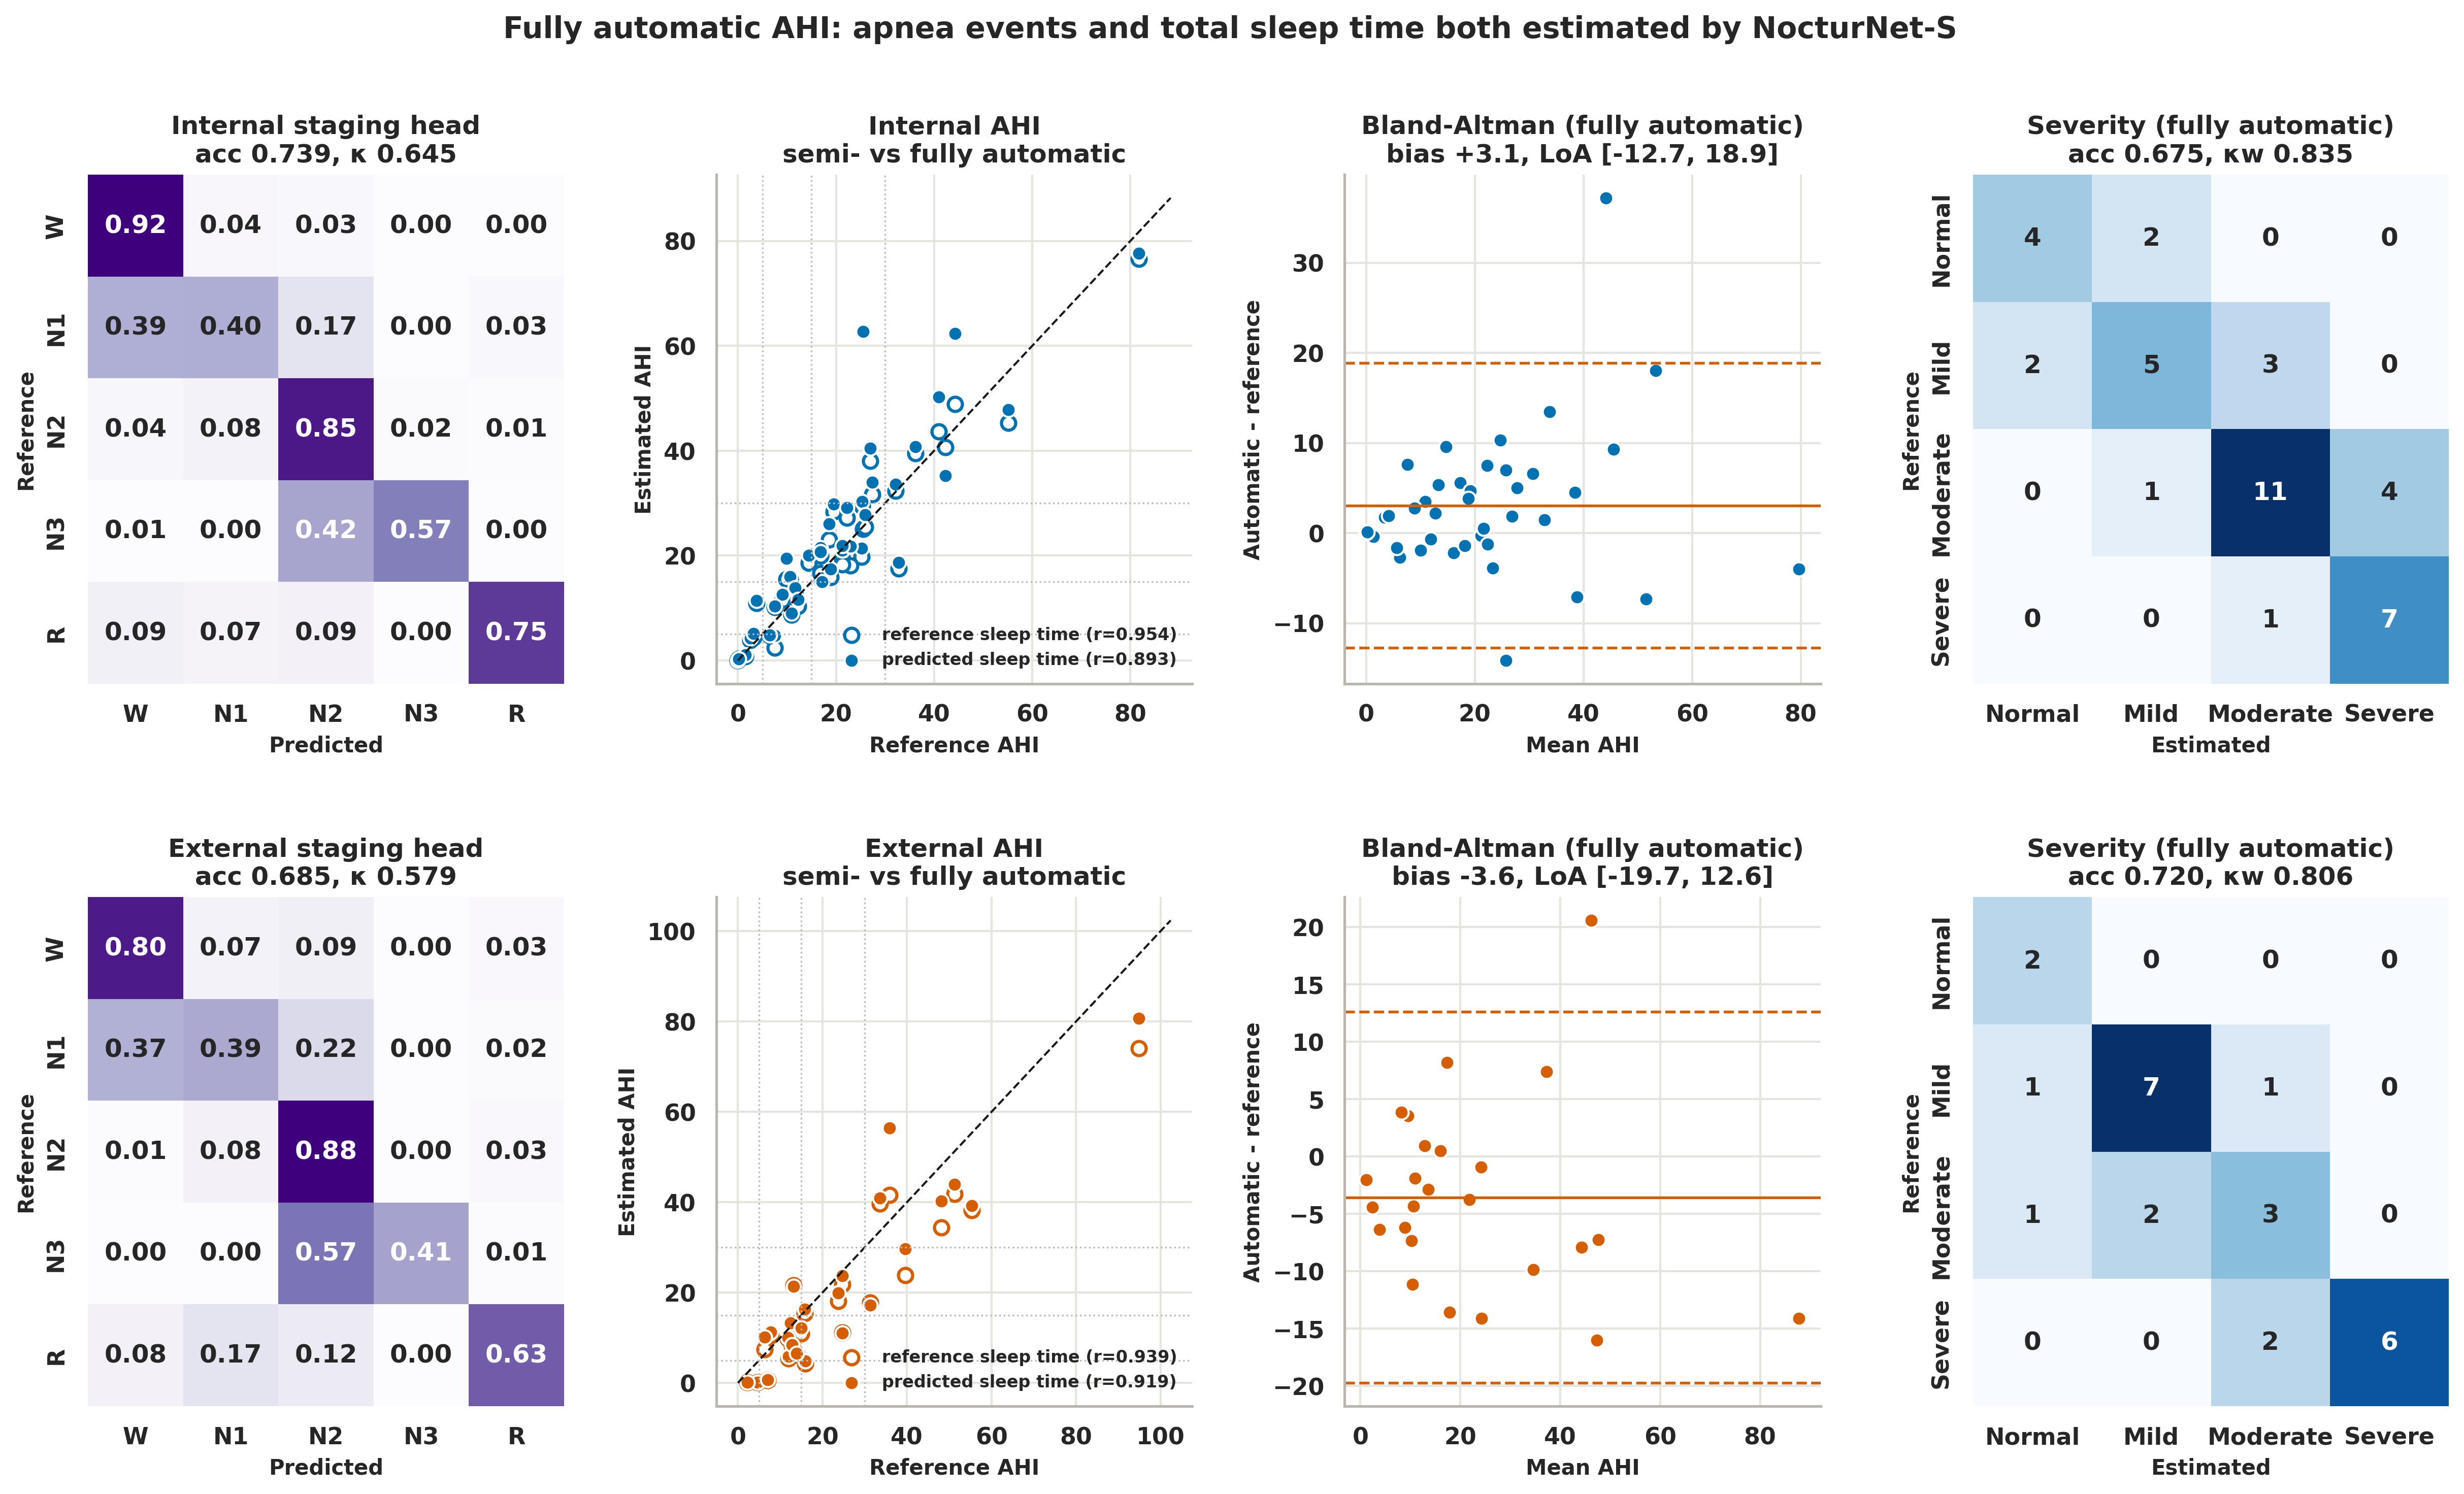 Fully automatic AHI: apnea events and total sleep time both estimated by NocturNet-S
Internal staging head
acc 0.739, κ 0.645
Reference
W 0.92 0.04 0.03 0.00 0.00
N1 0.39 0.40 0.17 0.00 0.03
N2 0.04 0.08 0.85 0.02 0.01
N3 0.01 0.00 0.42 0.57 0.00
R 0.09 0.07 0.09 0.00 0.75
W N1 N2 N3 R
Predicted
Internal AHI
semi- vs fully automatic
Estimated AHI
80
60
40
20
0
reference sleep time (r=0.954)
predicted sleep time (r=0.893)
0 20 40 60 80
Reference AHI
Bland-Altman (fully automatic)
bias +3.1, LoA [-12.7, 18.9]
Automatic - reference
30
20
10
0
−10
0 20 40 60 80
Mean AHI
Severity (fully automatic)
acc 0.675, κw 0.835
Reference
Normal 4 2 0 0
Mild 2 5 3 0
Moderate 0 1 11 4
Severe 0 0 1 7
Normal Mild Moderate Severe
Estimated
External staging head
acc 0.685, κ 0.579
Reference
W 0.80 0.07 0.09 0.00 0.03
N1 0.37 0.39 0.22 0.00 0.02
N2 0.01 0.08 0.88 0.00 0.03
N3 0.00 0.00 0.57 0.41 0.01
R 0.08 0.17 0.12 0.00 0.63
W N1 N2 N3 R
Predicted
External AHI
semi- vs fully automatic
Estimated AHI
100
80
60
40
20
0
reference sleep time (r=0.939)
predicted sleep time (r=0.919)
0 20 40 60 80 100
Reference AHI
Bland-Altman (fully automatic)
bias -3.6, LoA [-19.7, 12.6]
Automatic - reference
20
15
10
5
0
−5
−10
−15
−20
0 20 40 60 80
Mean AHI
Severity (fully automatic)
acc 0.720, κw 0.806
Reference
Normal 2 0 0 0
Mild 1 7 1 0
Moderate 1 2 3 0
Severe 0 0 2 6
Normal Mild Moderate Severe
Estimated